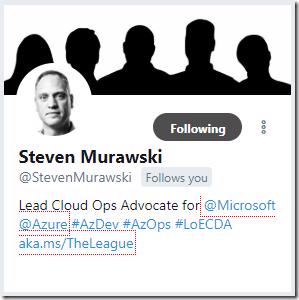 Following
Steven Murawski
@StevenMurawski Follows you
Lead Cloud Ops Advocate for @Microsoft
@Azure #AzDev #AzOps #LoECDA
aka.ms/TheLeague